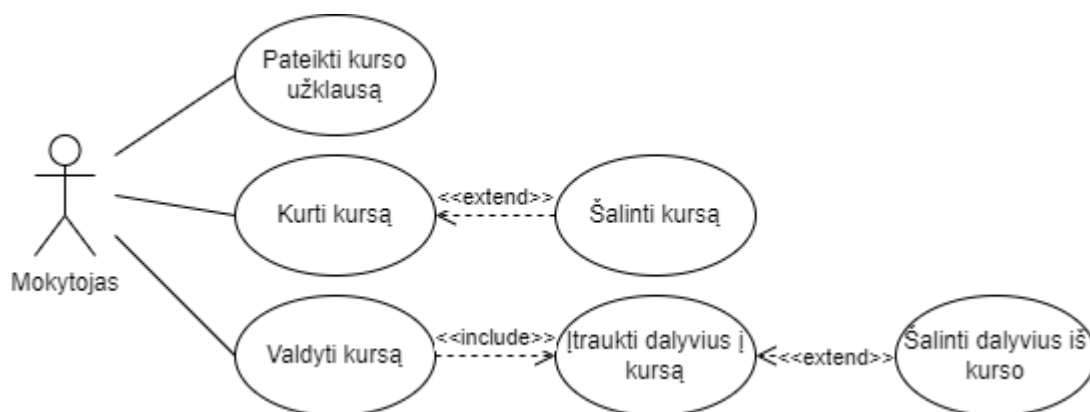 Pateikti kurso
užklausą
Kurti kursą
<<extend>>
Šalinti kursą
Mokytojas
Valdyti kursą
<<include>>
Įtraukti dalyvius į
kursą
<<extend>>
Šalinti dalyvius iš
kurso